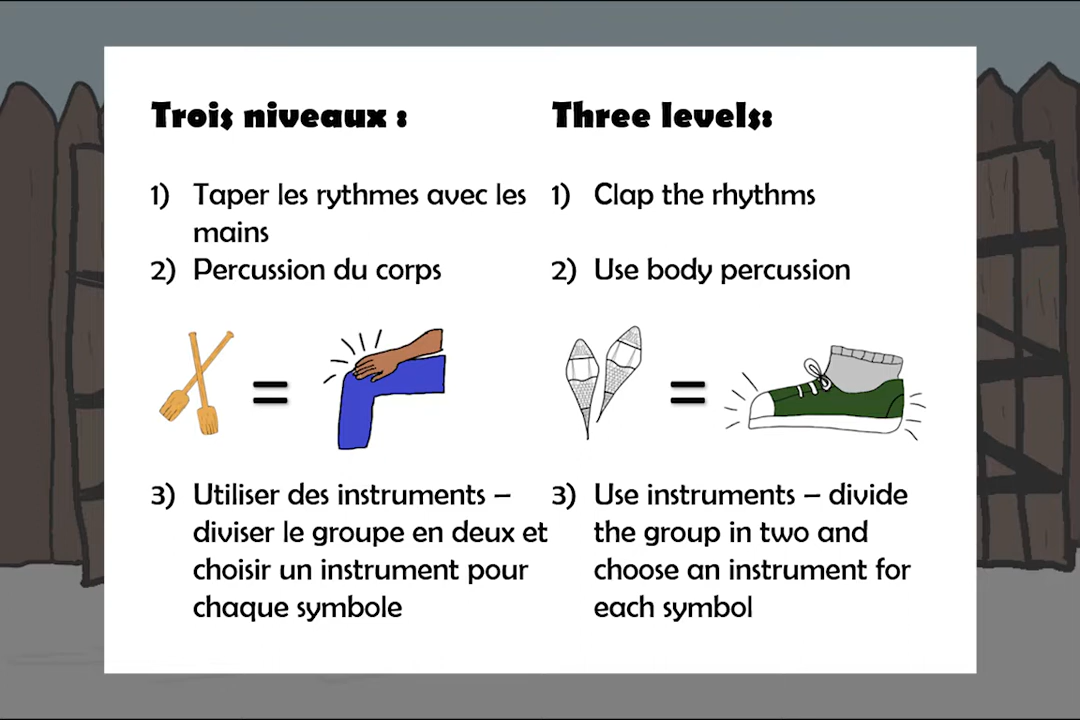 Trois niveaux :
1) Taper les rythmes avec les
mains
2) Percussion du corps
=
3) Utiliser des instruments –
diviser le groupe en deux et
choisir un instrument pour
chaque symbole
Three levels:
1) Clap the rhythms
2) Use body percussion
=
3) Use instruments – divide
the group in two and
choose an instrument for
each symbol